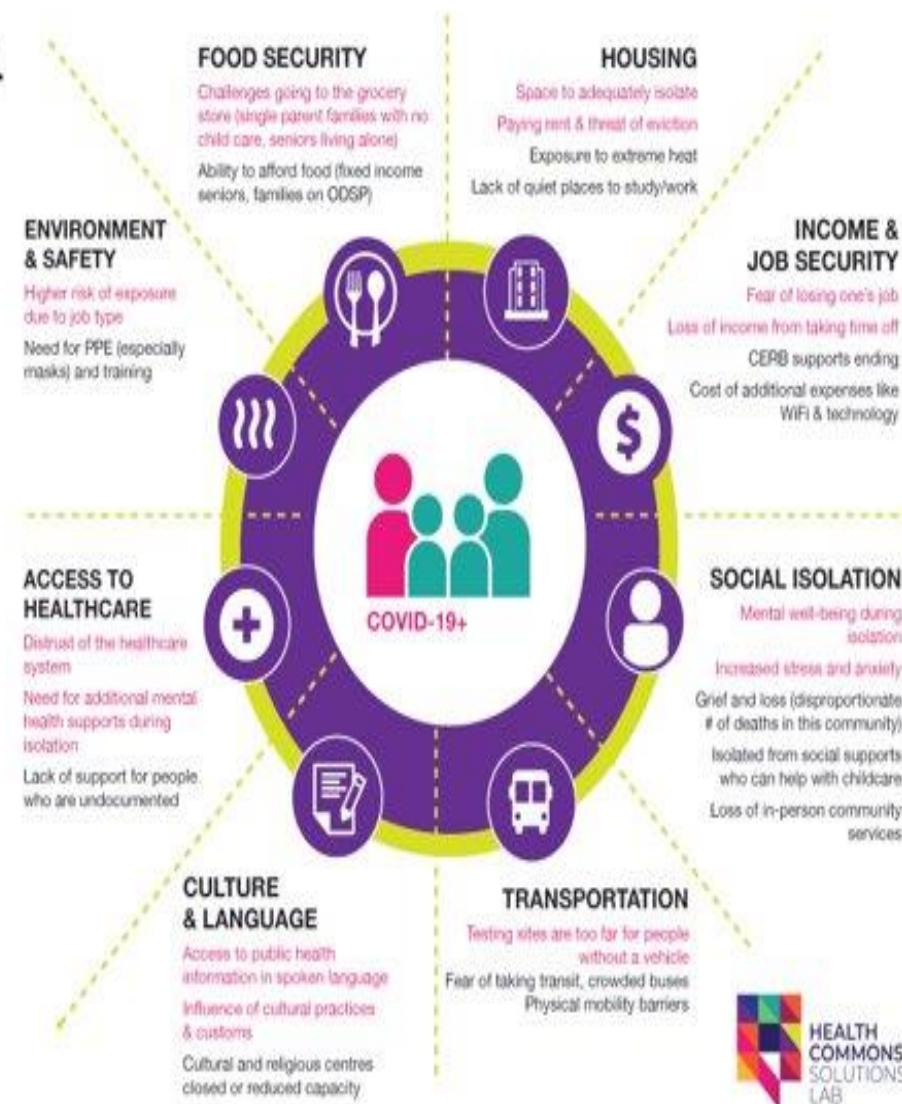 FOOD SECURITY
Challenges going to the grocery
store (single parent families with no
child care, seniors living alone)
Ability to afford food (fixed income
seniors, families on ODSP)
HOUSING
Space to adequately isolate
Paying rent & threat of eviction
Exposure to extreme heat
Lack of quiet places to study/work
ENVIRONMENT
& SAFETY
Higher risk of exposure
due to job type
Need for PPE (especially
masks) and training
INCOME &
JOB SECURITY
Fear of losing one's job
Loss of income from taking time off
CERB supports ending
Cost of additional expenses like
WiFi & technology
$
COVID-19+
ACCESS TO
HEALTHCARE
Distrust of the healthcare
system
Need for additional mental
health supports during
isolation
Lack of support for people
who are undocumented
SOCIAL ISOLATION
Mental well-being during
isolation
Increased stress and anxiety
Grief and loss (disproportionate
# of deaths in this community)
Isolated from social supports
who can help with childcare
Loss of in-person community
services
CULTURE
& LANGUAGE
Access to public health
information in spoken language
Influence of cultural practices
& customs
Cultural and religious centres
closed or reduced capacity
TRANSPORTATION
Testing sites are too far for people
without a vehicle
Fear of taking transit, crowded buses
Physical mobility barriers
HEALTH
COMMONS
SOLUTIONS
LAB